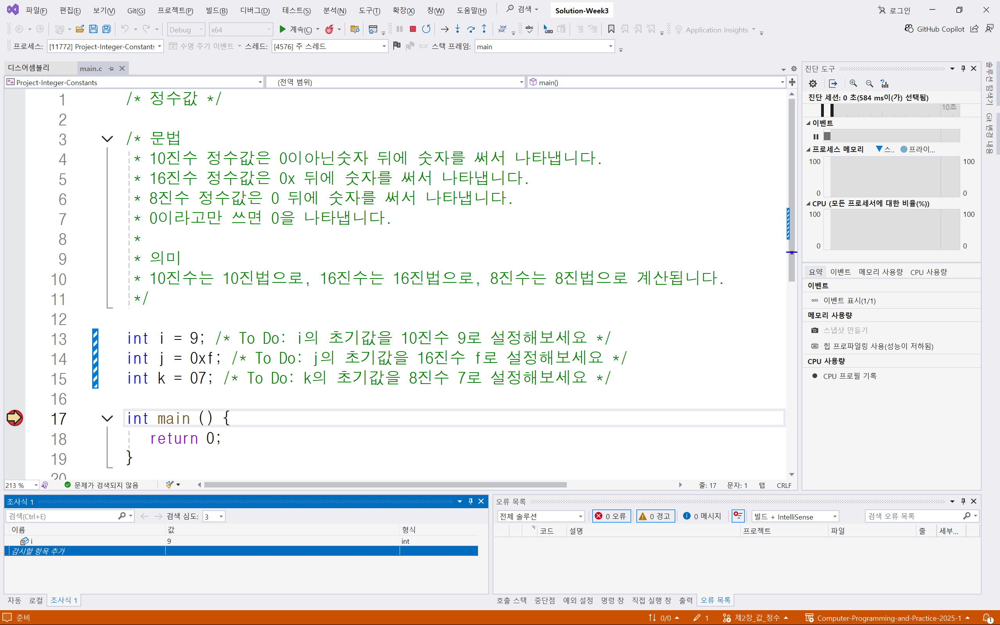 파일(F) 편집(E) 보기(V) Git(G) 프로젝트(P) 빌드(B) 디버그(D) 테스트(S) 분석(N) 도구(T) 확장(X) 창(W) 도움말(H) 검색 Solution-Week3 로그인
Debug x64 계속(C) abc Application Insights GitHub Copilot
프로세스: [11772] Project-Integer-Constants 수명 주기 이벤트 스레드: [4576] 주 스레드 스택 프레임: main
디스어셈블리 main.c
Project-Integer-Constants (전역 범위) main()
1 /* 정수값 */
2
3 /* 문법
4 * 10진수 정수값은 0이아닌숫자 뒤에 숫자를 써서 나타냅니다.
5 * 16진수 정수값은 0x 뒤에 숫자를 써서 나타냅니다.
6 * 8진수 정수값은 0 뒤에 숫자를 써서 나타냅니다.
7 * 0이라고만 쓰면 0을 나타냅니다.
8 *
9 * 의미
10 * 10진수는 10진법으로, 16진수는 16진법으로, 8진수는 8진법으로 계산됩니다.
11 */
12
13 int i = 9; /* To Do: i의 초기값을 10진수 9로 설정해보세요 */
14 int j = 0xf; /* To Do: j의 초기값을 16진수 f로 설정해보세요 */
15 int k = 07; /* To Do: k의 초기값을 8진수 7로 설정해보세요 */
16
17 int main () {
18 return 0;
19 }
20
213 % 문제가 검색되지 않음 줄: 17 문자: 1 탭 CRLF
진단 도구
진단 세션: 0 초(584 ms이(가) 선택됨)
10초
이벤트
프로세스 메모리 스.. 프라이...
100 100
0 0
CPU (모든 프로세서에 대한 비율(%))
100 100
0 0
요약 이벤트 메모리 사용량 CPU 사용량
이벤트
이벤트 표시(1/1)
메모리 사용량
스냅샷 만들기
힙 프로파일링 사용(성능이 저하됨)
CPU 사용량
CPU 프로필 기록
솔루션 탐색기
Git 변경 내용
조사식 1
검색(Ctrl+E) 검색 심도: 3
이름 값 형식
i 9 int
감시할 항목 추가
자동 로컬 조사식 1
오류 목록
전체 솔루션 0 오류 0 경고 0 메시지 빌드 + IntelliSense 검색 오류 목록
코드 설명 프로젝트 파일 줄 세부...
호출 스택 중단점 예외 설정 명령 창 직접 실행 창 출력 오류 목록
준비 0/0 1 제2장_값_정수 Computer-Programming-and-Practice-2025-1 1